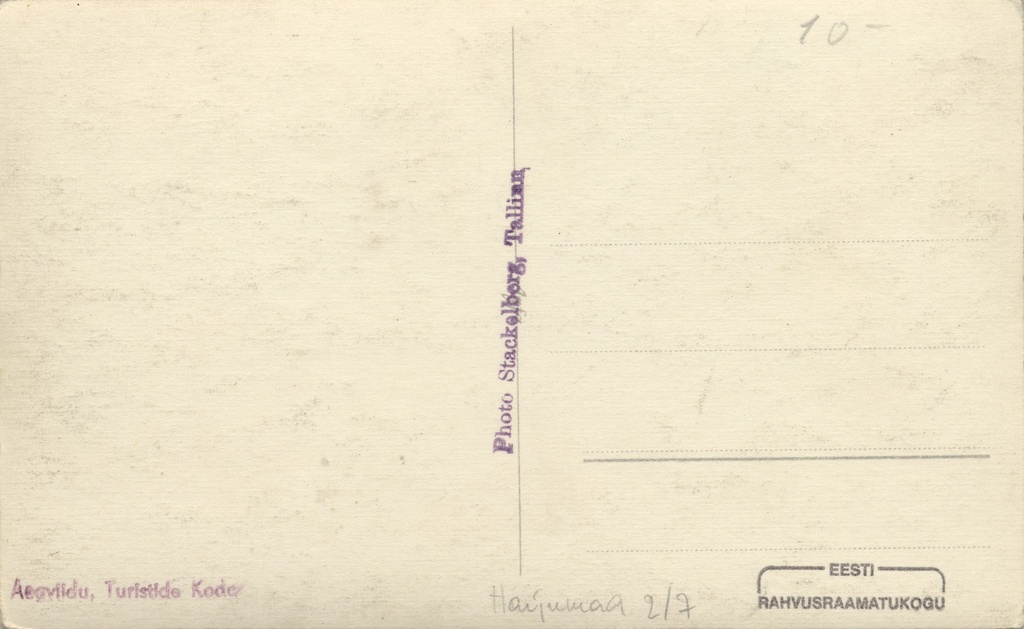 10 -
Photo Stackelberg, Tallinn
Aegviidu, Turistide Kodu
Harjumaa 2/7
EESTI
RAHVUSRAAMATUKOGU